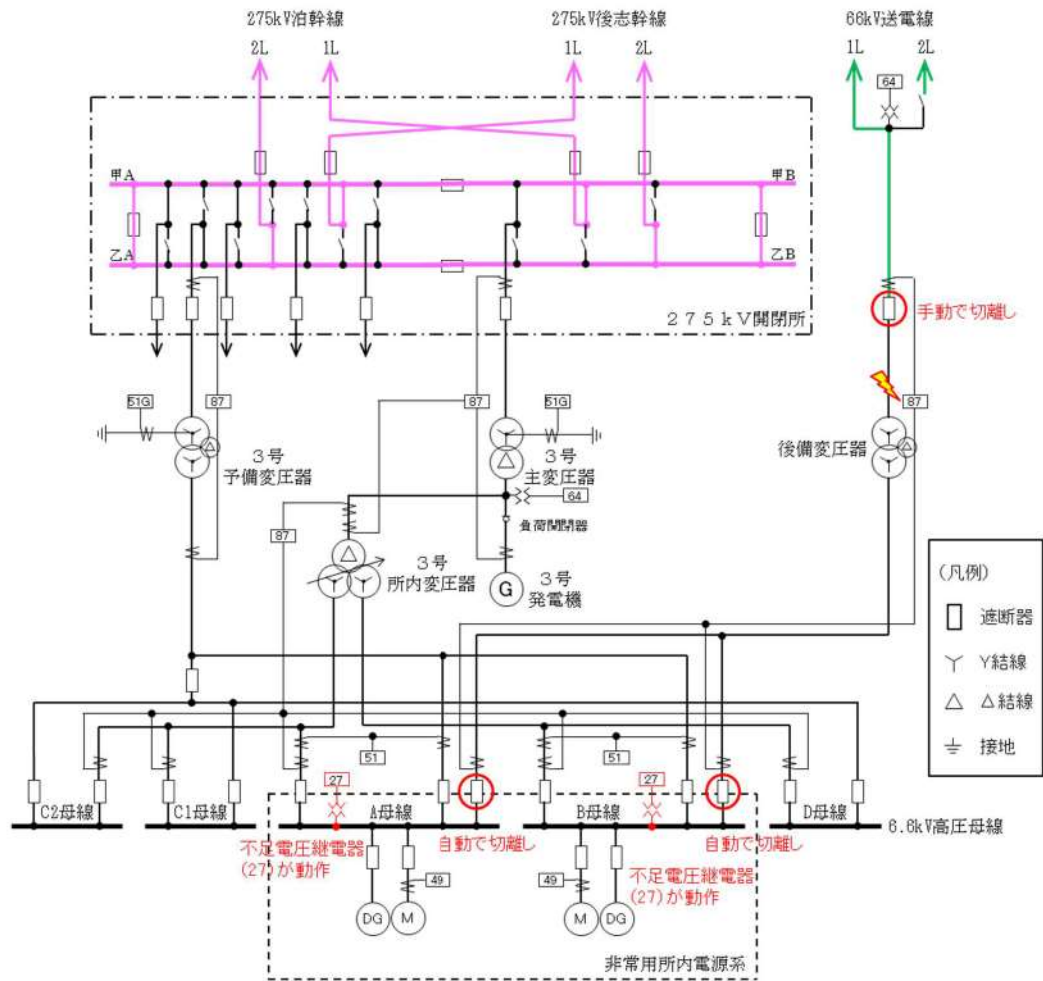 275kV泊幹線
275kV後志幹線
66kV送電線
2L
1L
1L
2L
1L
2L
64
甲A
甲B
乙A
乙B
275kV開閉所
手動で切離し
51G
87
87
51G
87
3号
予備変圧器
3号
主変圧器
後備変圧器
64
負荷開閉器
87
3号
所内変圧器
G
3号
発電機
(凡例)
遮断器
Y結線
△結線
接地
51
51
27
27
C2母線
C1母線
A母線
B母線
D母線
6.6kV高圧母線
不足電圧継電器
(27)が動作
自動で切離し
自動で切離し
不足電圧継電器
(27)が動作
49
49
DG
M
M
DG
非常用所内電源系